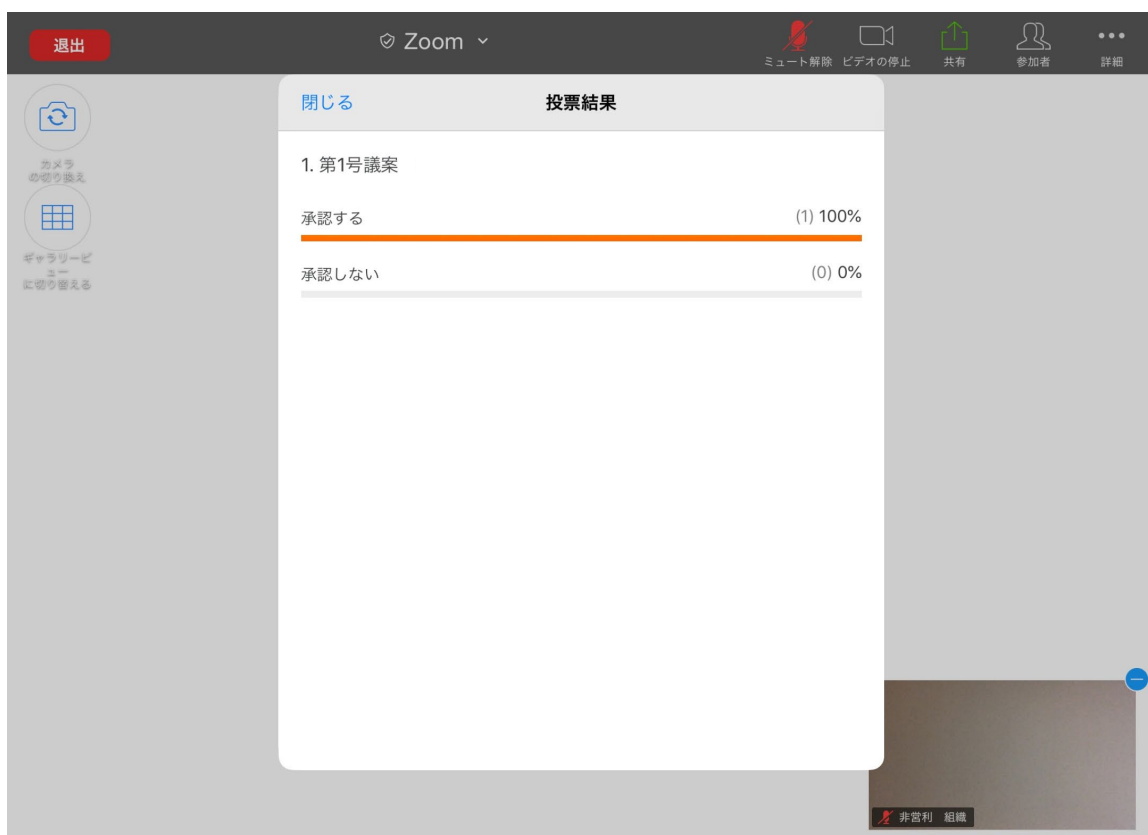 退出
Zoom
ミュート解除 ビデオの停止 共有 参加者 詳細
カメラ
の切り換え
ギャラリービ
ュー
に切り替える
閉じる 投票結果
1. 第1号議案
承認する (1) 100%
承認しない (0) 0%
非営利 組織